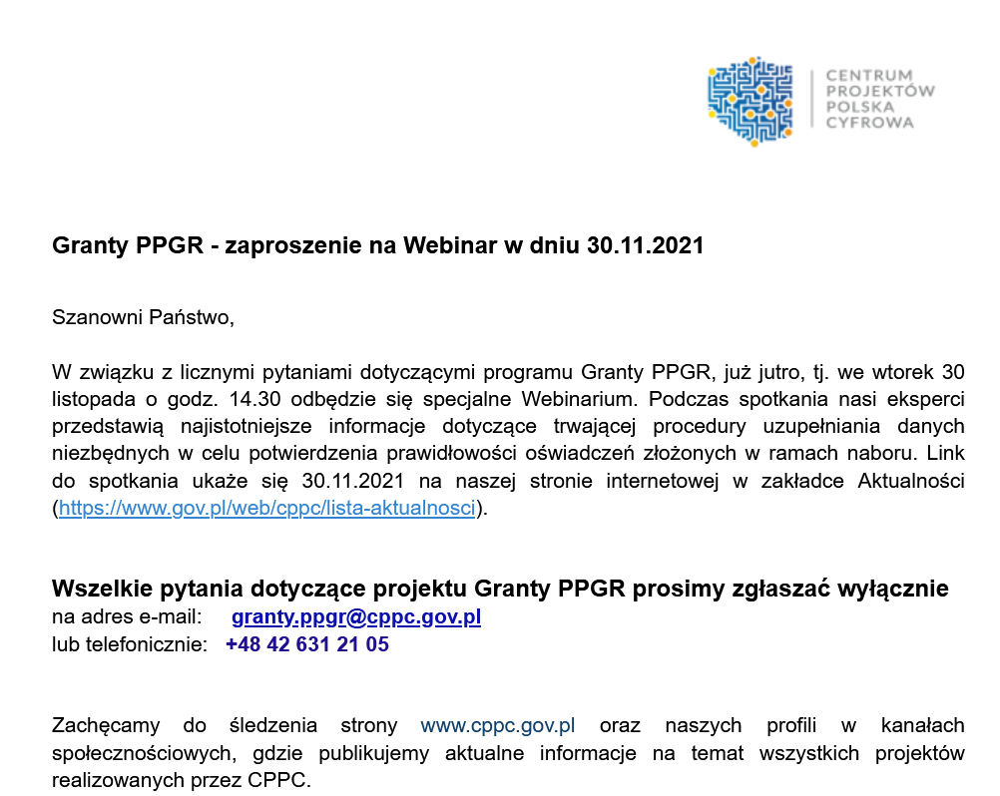 CENTRUM
PROJEKTÓW
POLSKA
CYFROWA
Granty PPGR - zaproszenie na Webinar w dniu 30.11.2021
Szanowni Państwo,
W związku z licznymi pytaniami dotyczącymi programu Granty PPGR, już jutro, tj. we wtorek 30
listopada o godz. 14.30 odbędzie się specjalne Webinarium. Podczas spotkania nasi eksperci
przedstawią najistotniejsze informacje dotyczące trwającej procedury uzupełniania danych
niezbędnych w celu potwierdzenia prawidłowości oświadczeń złożonych w ramach naboru. Link
do spotkania ukaże się 30.11.2021 na naszej stronie internetowej w zakładce Aktualności
(https://www.gov.pl/web/cppc/lista-aktualnosci).
Wszelkie pytania dotyczące projektu Granty PPGR prosimy zgłaszać wyłącznie
na adres e-mail: granty.ppgr@cppc.gov.pl
lub telefonicznie: +48 42 631 21 05
Zachęcamy do śledzenia strony www.cppc.gov.pl oraz naszych profili w kanałach
społecznościowych, gdzie publikujemy aktualne informacje na temat wszystkich projektów
realizowanych przez CPPC.